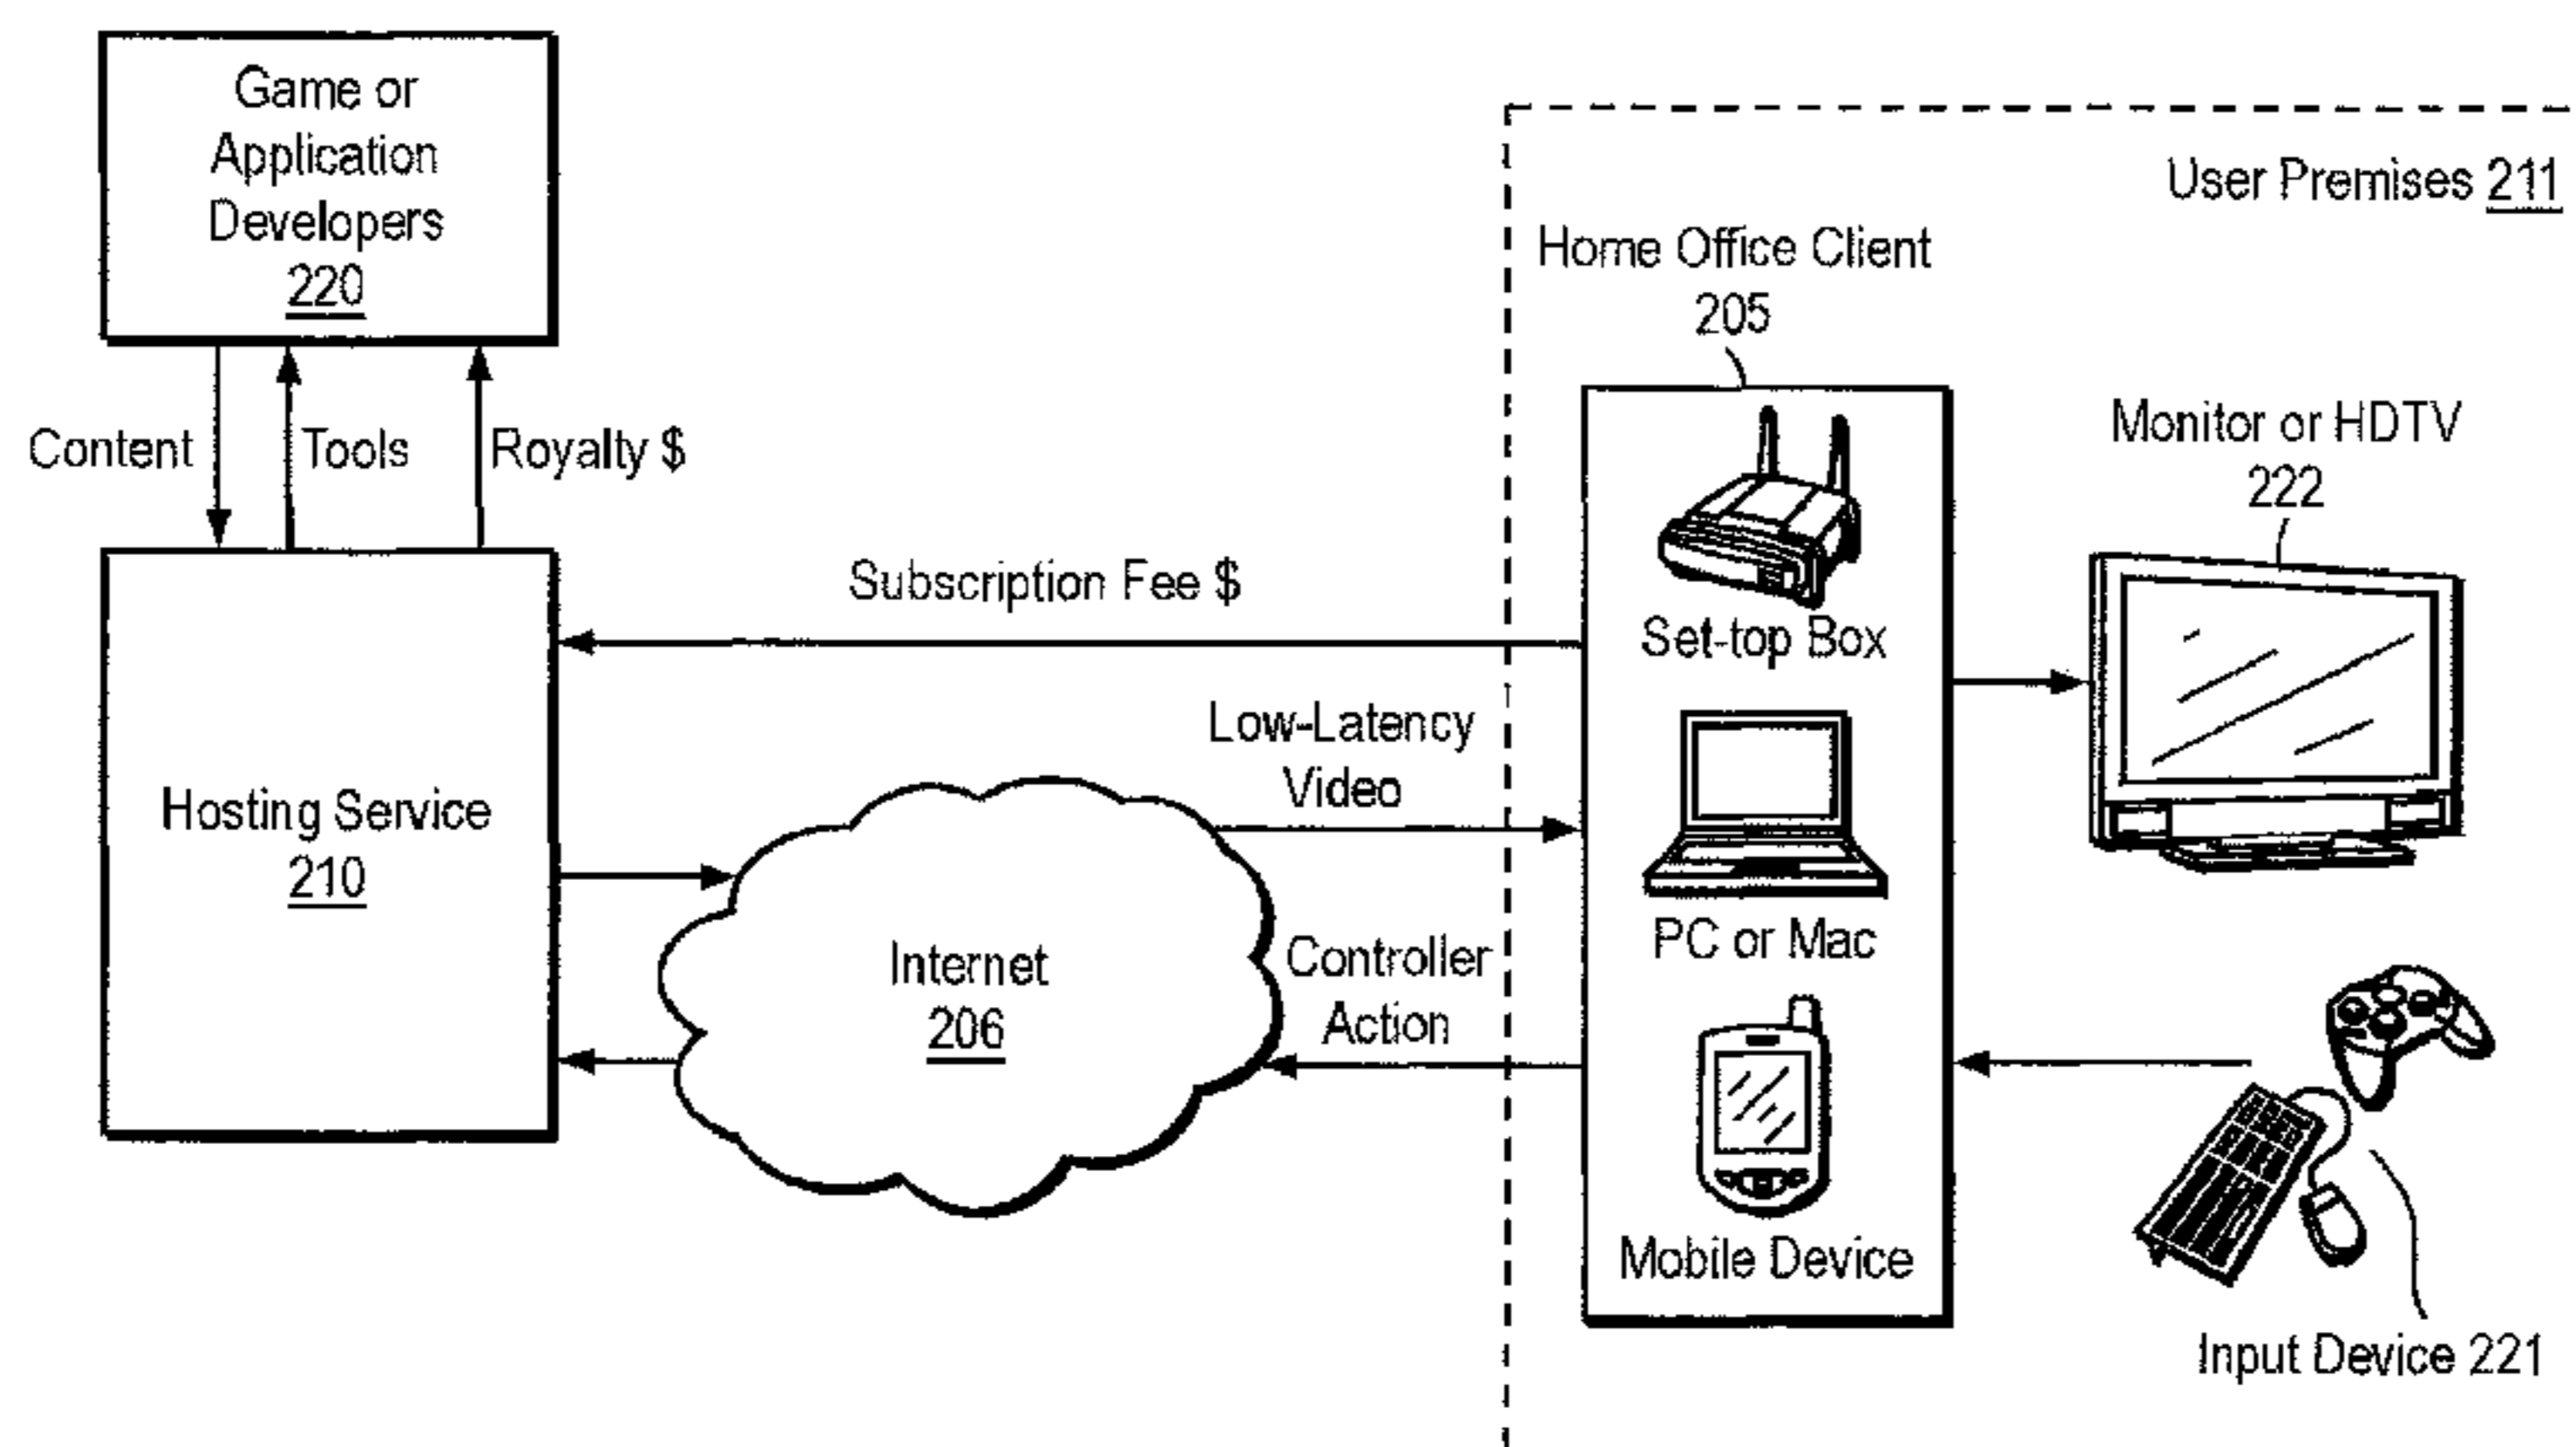 Game or
Application
Developers
220
Content
Tools
Royalty $
Hosting Service
210
Subscription Fee $
Low-Latency
Video
Internet
206
Controller
Action
User Premises 211
Home Office Client
205
Set-top Box
PC or Mac
Mobile Device
Monitor or HDTV
222
Input Device 221